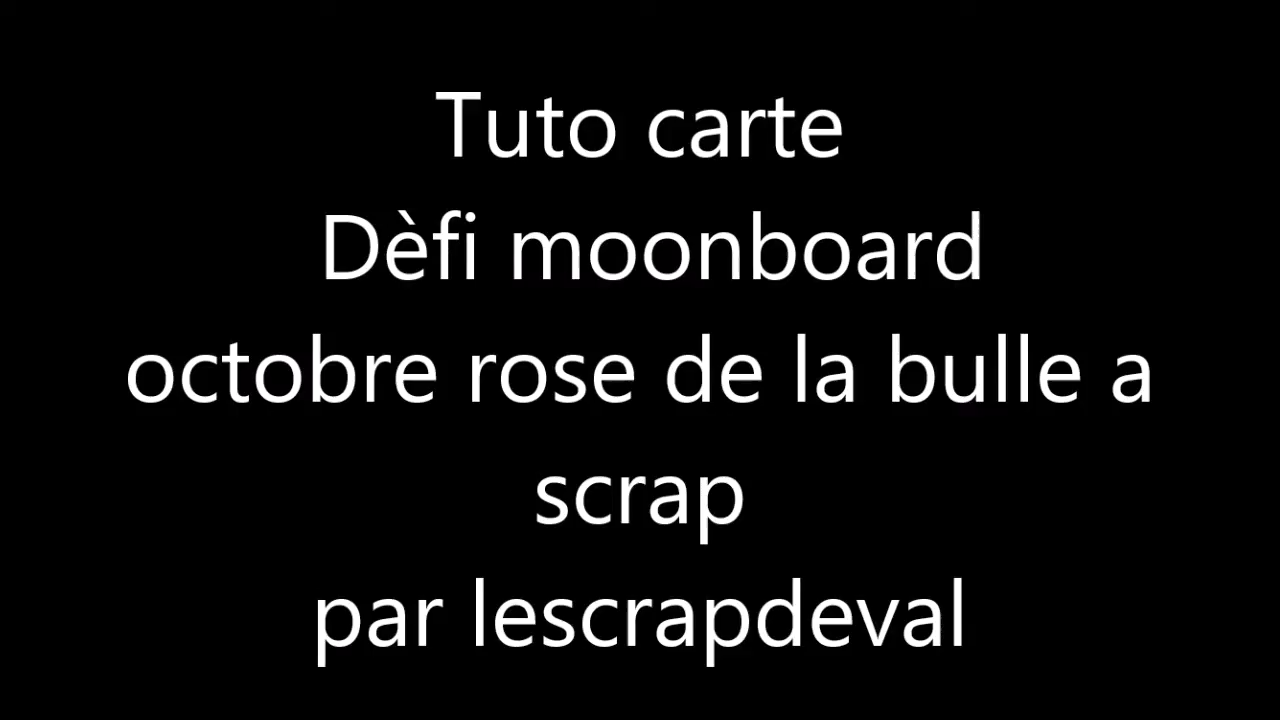 Tuto carte
Dèfi moonboard
octobre rose de la bulle a
scrap
par lescrapdeval